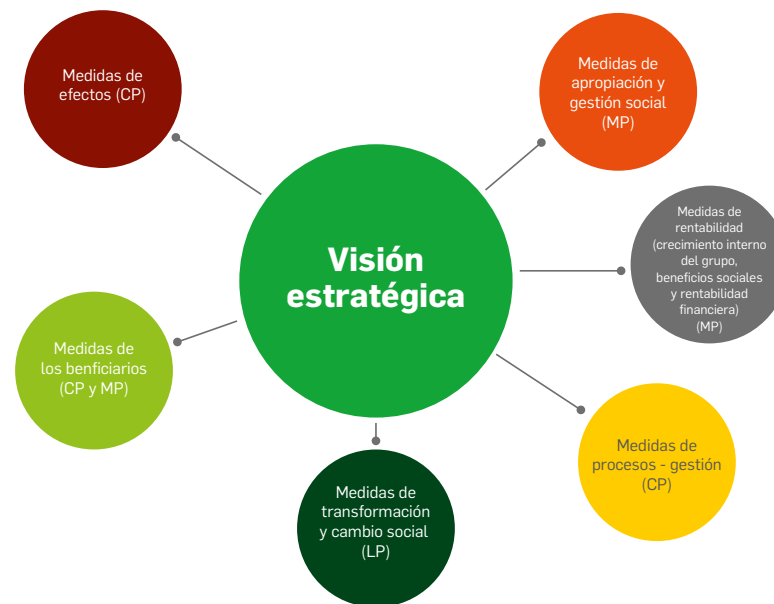 Medidas de
efectos (CP)
Medidas de
apropiación y
gestión social
(MP)
Visión
estratégica
Medidas de
rentabilidad
(crecimiento interno
del grupo,
beneficios sociales
y rentabilidad
financiera)
(MP)
Medidas de
los benficiarios
(CP y MP)
Medidas de
procesos - gestión
(CP)
Medidas de
transformación
y cambio social
(LP)